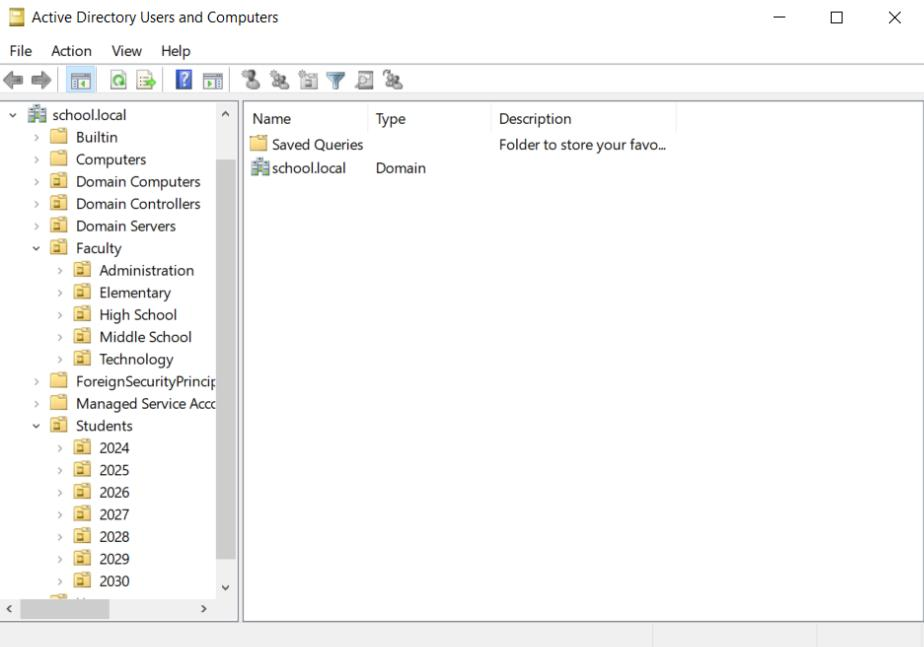 Active Directory Users and Computers
File Action View Help
school.local
Builtin
Computers
Domain Computers
Domain Controllers
Domain Servers
Faculty
Administration
Elementary
High School
Middle School
Technology
ForeignSecurityPrincip
Managed Service Acc
Students
2024
2025
2026
2027
2028
2029
2030
Name Type Description
Saved Queries Folder to store your favo...
school.local Domain